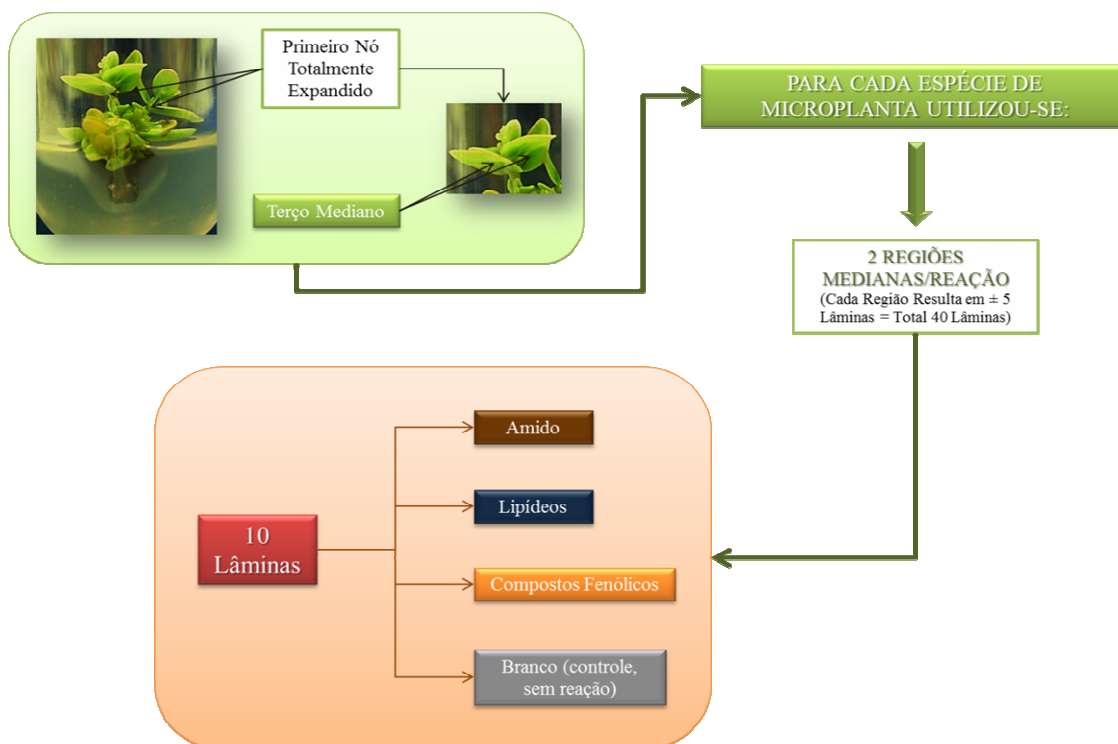 Primeiro Nó
Totalmente
Expandido
Terço Mediano
PARA CADA ESPÉCIE DE
MICROPLANTA UTILIZOU-SE:
2 REGIÕES
MEDIANAS/REAÇÃO
(Cada Região Resulta em ± 5
Lâminas = Total 40 Lâminas)
10
Lâminas
Amido
Lipídeos
Compostos Fenólicos
Branco (controle,
sem reação)